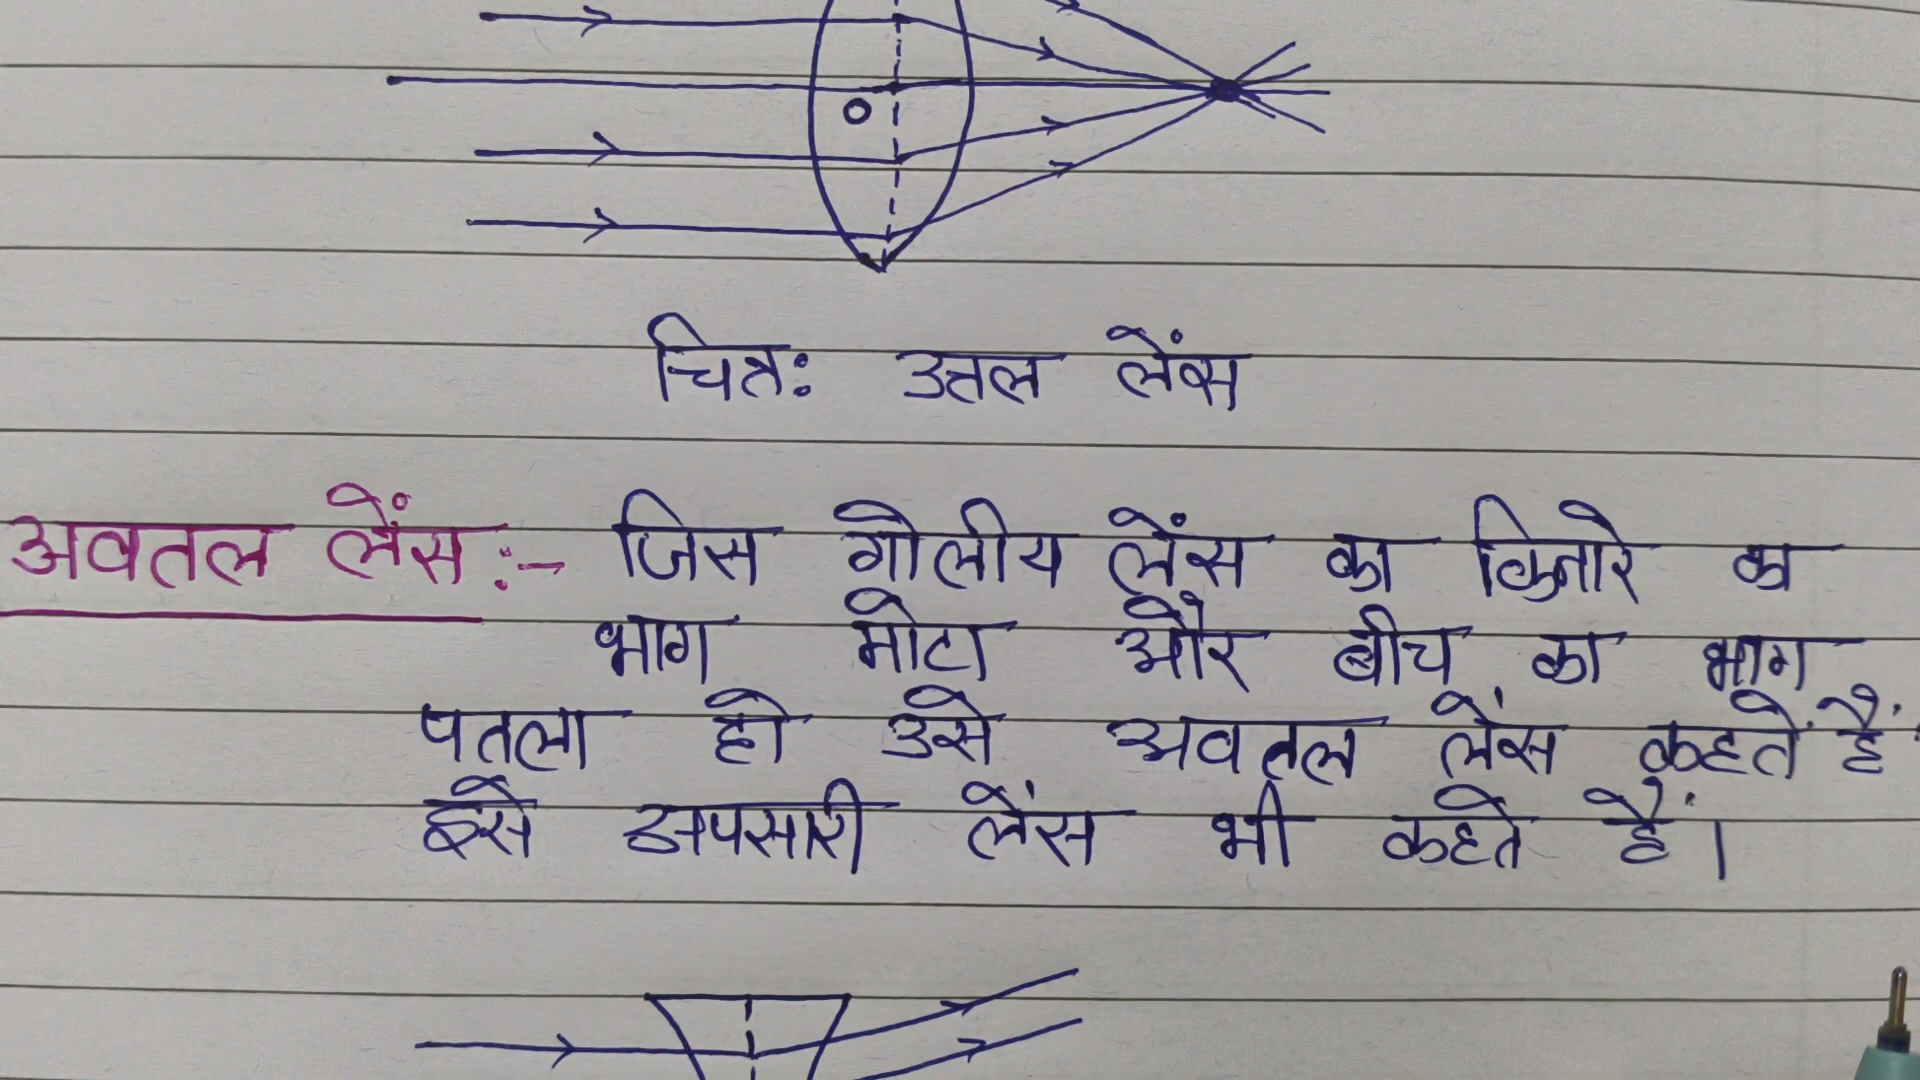 O
चित्र: उत्तल लेंस
अवतल लेंस :- जिस गोलीय लेंस का किनारे का
भाग मोटा और बीच का भाग
पतला हो उसे अवतल लेंस कहते हैं
इसे अपसारी लेंस भी कहते हैं।